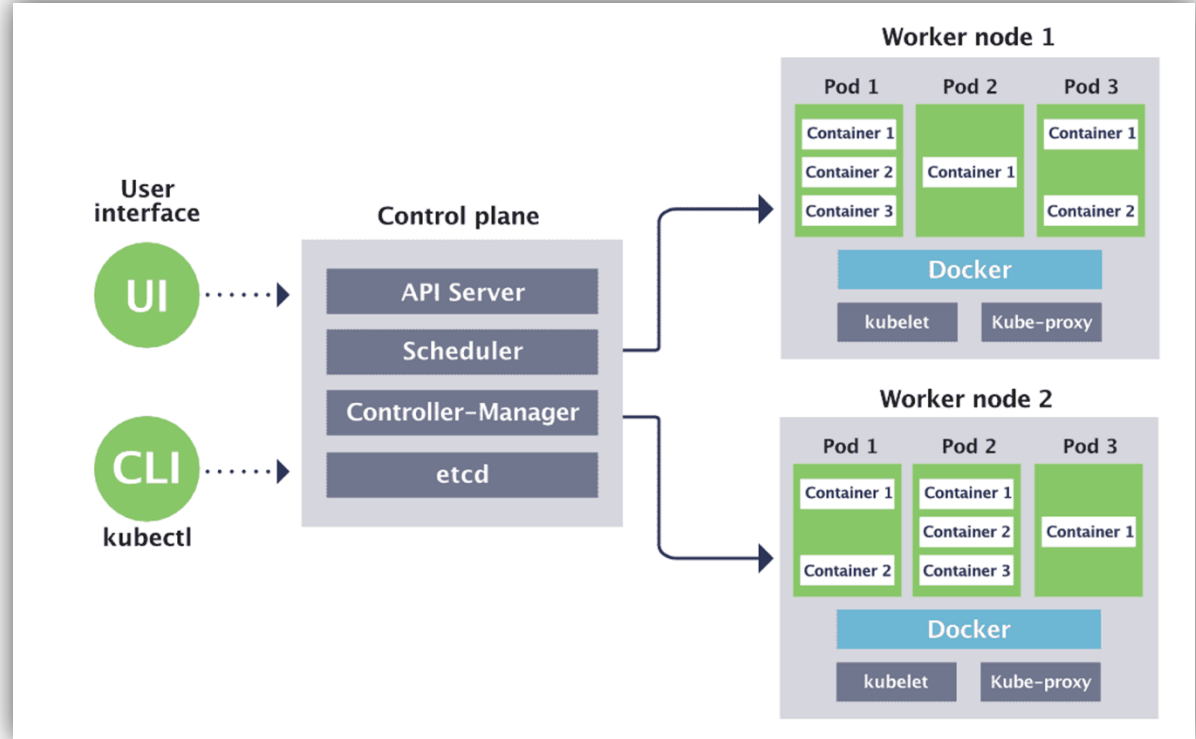 User
interface
UI
CLI
kubectl
Control plane
API Server
Scheduler
Controller-Manager
etcd
Worker node 1
Pod 1
Pod 2
Pod 3
Container 1
Container 2
Container 3
Container 1
Container 1
Container 2
Docker
kubelet
Kube-proxy
Worker node 2
Pod 1
Pod 2
Pod 3
Container 1
Container 2
Container 1
Container 2
Container 3
Container 1
Docker
kubelet
Kube-proxy